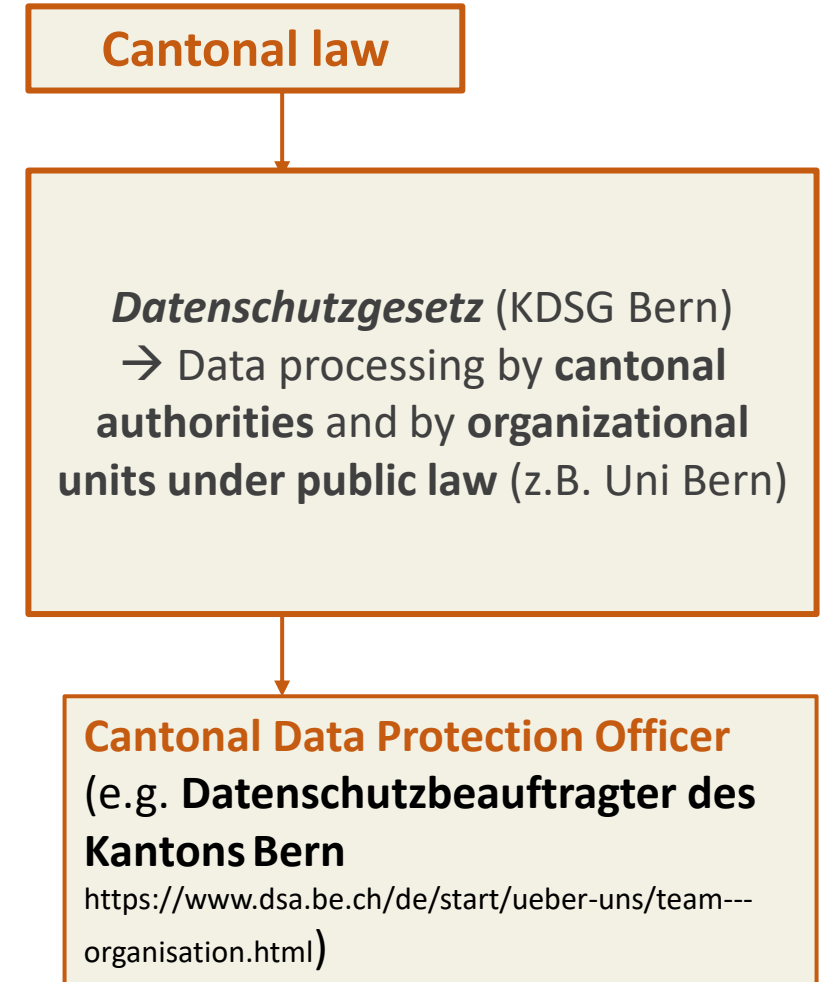 Cantonal law
Datenschutzgesetz (KDSG Bern)
→ Data processing by cantonal
authorities and by organizational
units under public law (z.B. Uni Bern)
Cantonal Data Protection Officer
(e.g. Datenschutzbeauftragter des
Kantons Bern
https://www.dsa.be.ch/de/start/ueber-uns/team---
organisation.html)